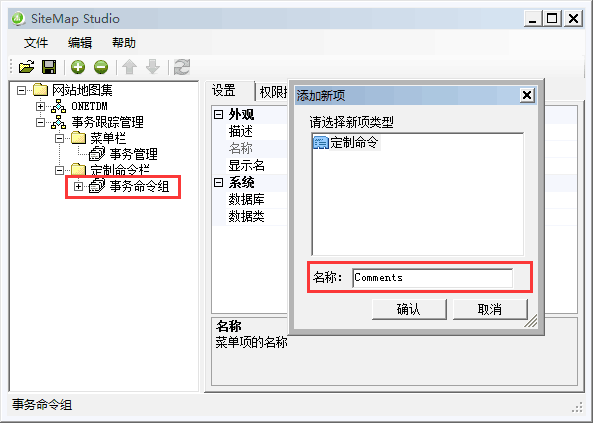 SiteMap Studio
文件 编辑 帮助
网站地图集
ONETDM
事务跟踪管理
菜单栏
事务管理
定制命令栏
事务命令组
设置
外观
描述
名称
显示名
系统
数据库
数据类
名称
菜单项的名称
添加新项
请选择新项类型
定制命令
名称：
Comments
确认 取消
事务命令组